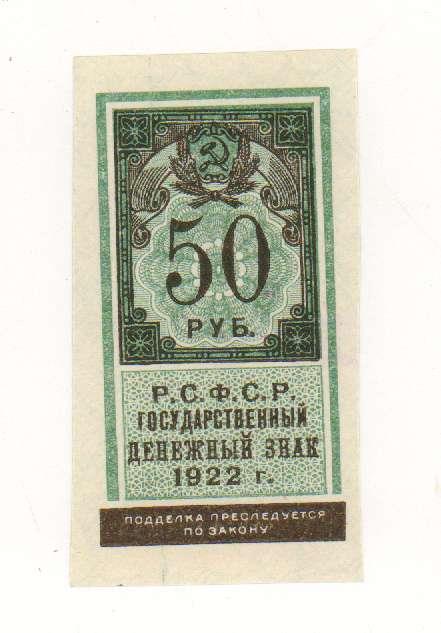 50
РУБ.
Р.С.Ф.С.Р.
ГОСУДАРСТВЕННЫЙ
ДЕНЕЖНЫЙ ЗНАК
1922 г.
ПОДДЕЛКА ПРЕСЛЕДУЕТСЯ
ПО ЗАКОНУ